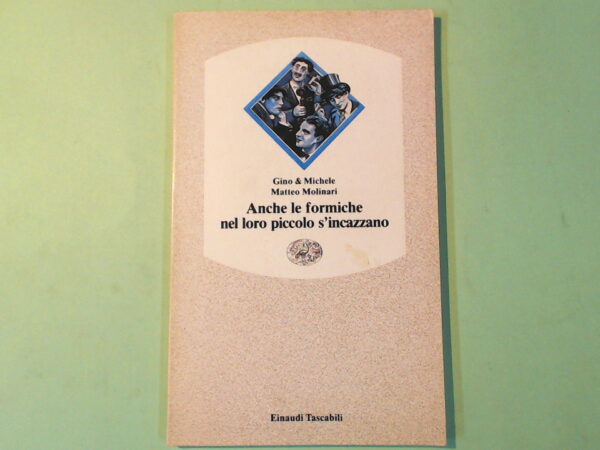 Gino & Michele
Matteo Molinari
Anche le formiche
nel loro piccolo s'incazzano
Einaudi Tascabili